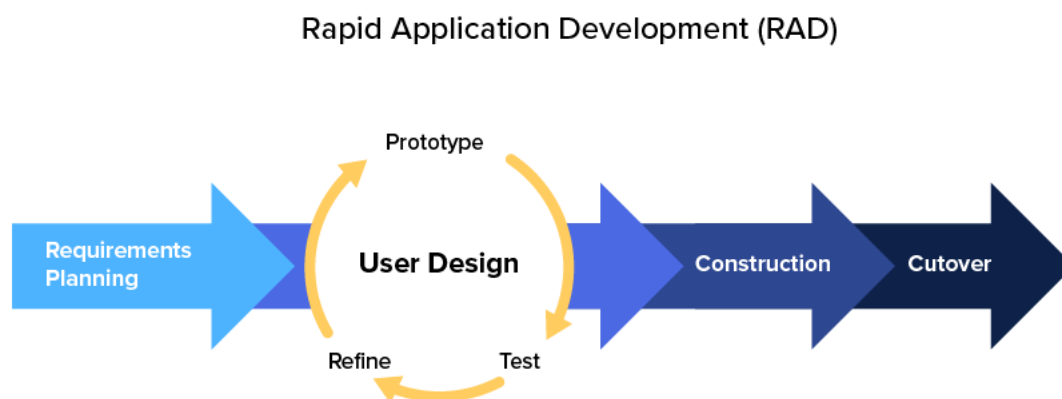 Rapid Application Development (RAD)
Prototype
Requirements
Planning
User Design
Construction
Cutover
Refine
Test